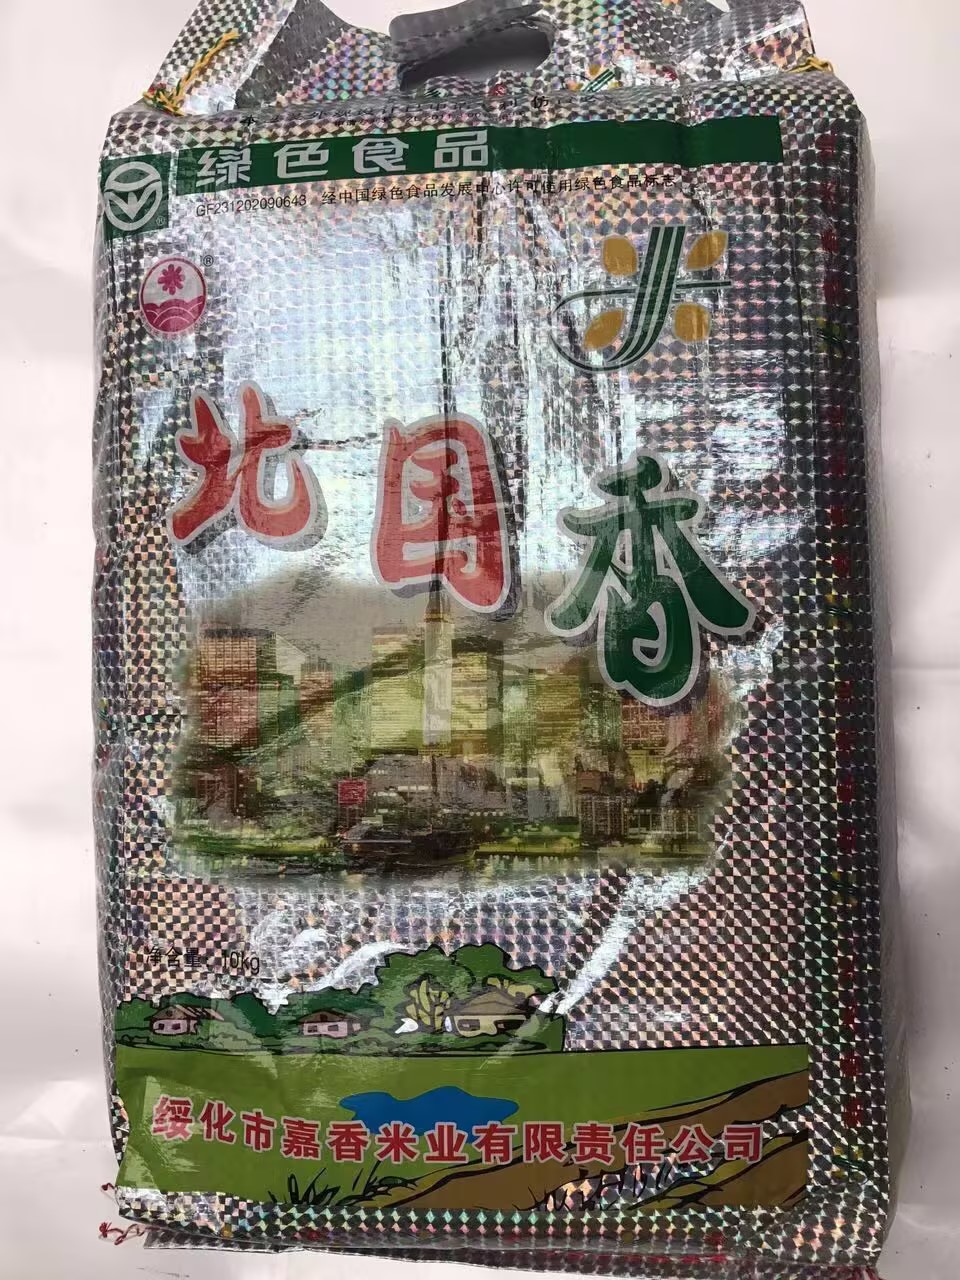 绿色食品
GF231202090643 经中国绿色食品发展中心许可使用绿色食品标志
北国香
净含量：10kg
绥化市嘉香米业有限责任公司